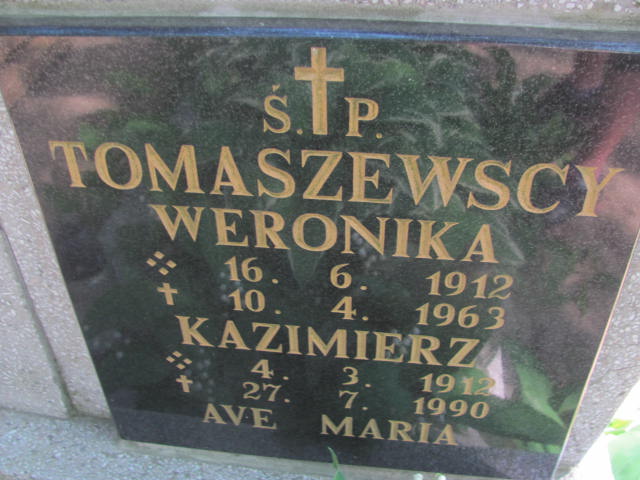 Ś. P.
TOMASZEWSCY
WERONIKA
16. 6. 1912
10. 4. 1963
KAZIMIERZ
4. 3. 1912
27. 7. 1990
AVE MARIA